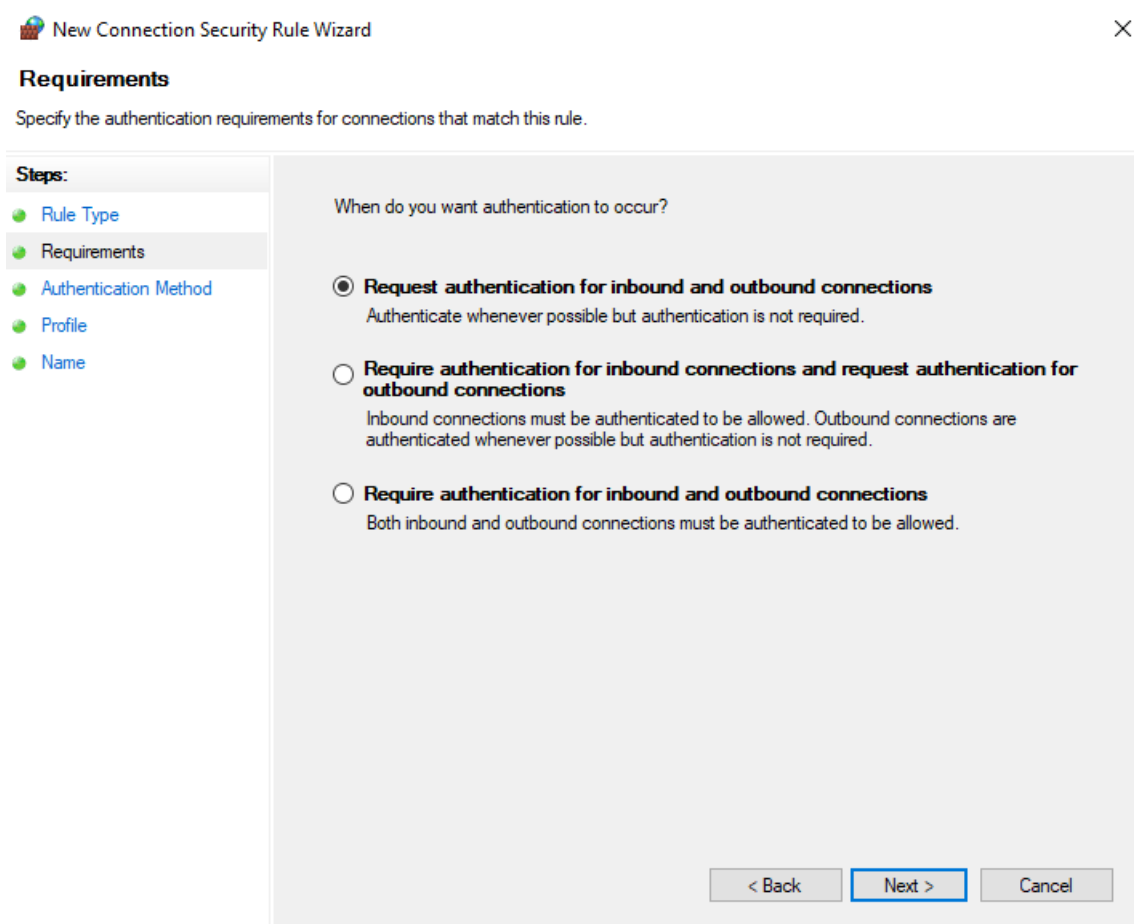 New Connection Security Rule Wizard
Requirements
Specify the authentication requirements for connections that match this rule.
Steps:
Rule Type
Requirements
Authentication Method
Profile
Name
When do you want authentication to occur?
Request authentication for inbound and outbound connections
Authenticate whenever possible but authentication is not required.
Require authentication for inbound connections and request authentication for
outbound connections
Inbound connections must be authenticated to be allowed. Outbound connections are
authenticated whenever possible but authentication is not required.
Require authentication for inbound and outbound connections
Both inbound and outbound connections must be authenticated to be allowed.
< Back
Next >
Cancel